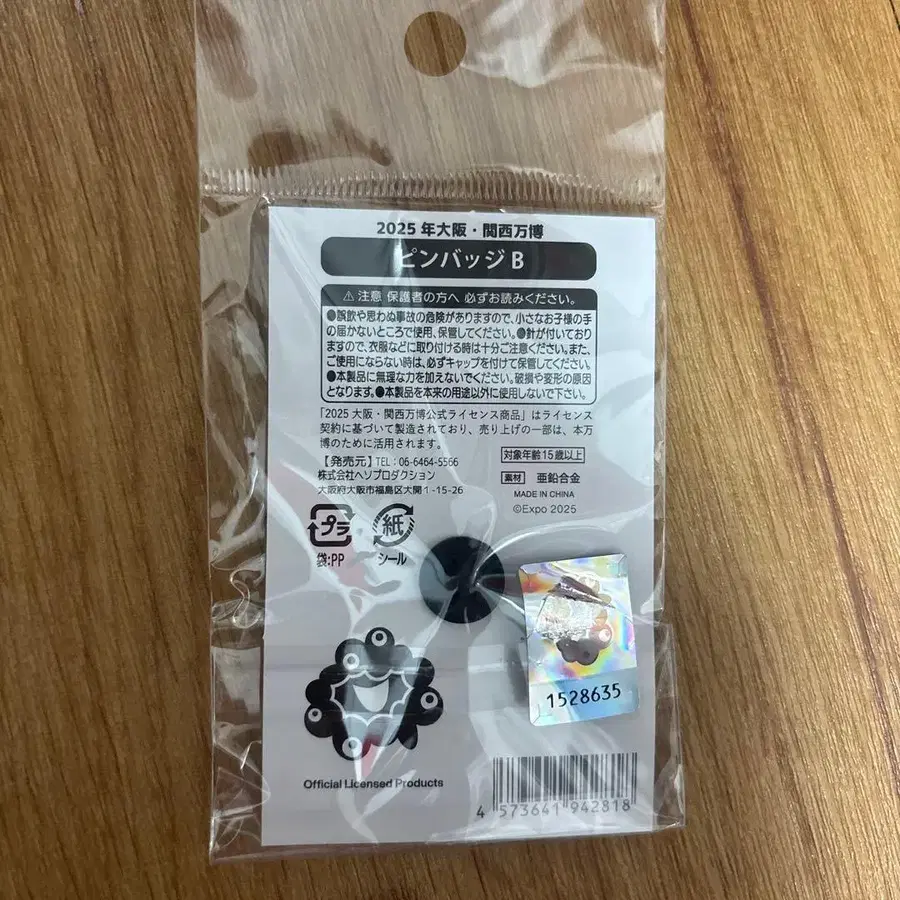 2025年大阪・関西万博
ピンバッジB
⚠注意 保護者の方へ 必ずお読みください。
●誤飲や思わぬ事故の危険がありますので、小さなお子様の手
の届かないところで使用、保管してください。●針が付いており
ますので、衣服などに取り付ける時は十分ご注意ください。また、
ご使用にならない時は、必ずキャップを付けて保管してください。
●本製品に無理な力を加えないでください。破損や変形の原因
となります。●本製品を本来の用途以外に使用しないで下さい。
「2025 大阪・関西万博公式ライセンス商品」はライセンス
契約に基づいて製造されており、売り上げの一部は、本万
博のために活用されます。
【発売元】TEL：06-6464-5566
株式会社ヘソプロダクション
大阪府大阪市福島区大開1-15-26
対象年齢15歳以上
素材 亜鉛合金
MADE IN CHINA
©Expo 2025
プラ
袋:PP
紙
シール
1528635
Official Licensed Products
4 573641 942818